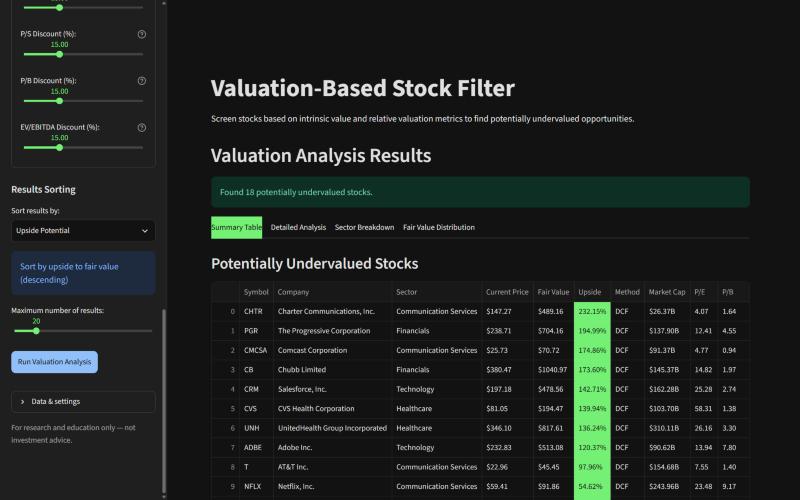 P/S Discount (%):
15.00
P/B Discount (%):
15.00
EV/EBITDA Discount (%):
15.00
Results Sorting
Sort results by:
Upside Potential
Sort by upside to fair value
(descending)
Maximum number of results:
20
Run Valuation Analysis
Data & settings
For research and education only — not
investment advice.
Valuation-Based Stock Filter
Screen stocks based on intrinsic value and relative valuation metrics to find potentially undervalued opportunities.
Valuation Analysis Results
Found 18 potentially undervalued stocks.
Summary Table Detailed Analysis Sector Breakdown Fair Value Distribution
Potentially Undervalued Stocks
Symbol Company Sector Current Price Fair Value Upside Method Market Cap P/E P/B
0 CHTR Charter Communications, Inc. Communication Services $147.27 $489.16 232.15% DCF $26.37B 4.07 1.64
1 PGR The Progressive Corporation Financials $238.71 $704.16 194.99% DCF $137.90B 12.41 4.55
2 CMCSA Comcast Corporation Communication Services $25.73 $70.72 174.86% DCF $91.37B 4.77 0.94
3 CB Chubb Limited Financials $380.47 $1040.97 173.60% DCF $145.37B 14.82 1.97
4 CRM Salesforce, Inc. Technology $197.18 $478.56 142.71% DCF $162.28B 25.28 2.74
5 CVS CVS Health Corporation Healthcare $81.05 $194.47 139.94% DCF $103.70B 58.31 1.38
6 UNH UnitedHealth Group Incorporated Healthcare $346.10 $817.61 136.24% DCF $310.11B 26.16 3.30
7 ADBE Adobe Inc. Technology $232.83 $513.08 120.37% DCF $90.62B 13.94 7.80
8 T AT&T Inc. Communication Services $22.96 $45.45 97.96% DCF $154.68B 7.55 1.40
9 NFLX Netflix, Inc. Communication Services $59.41 $91.86 54.62% DCF $243.96B 23.48 9.17